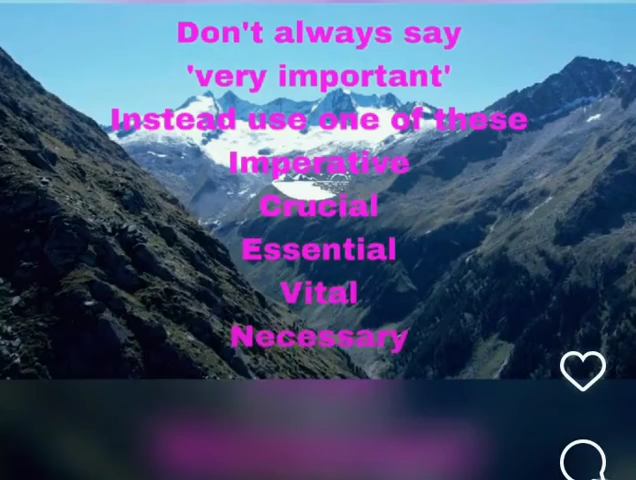 Don't always say
'very important'
Instead use one of these
Imperative
Crucial
Essential
Vital
Necessary